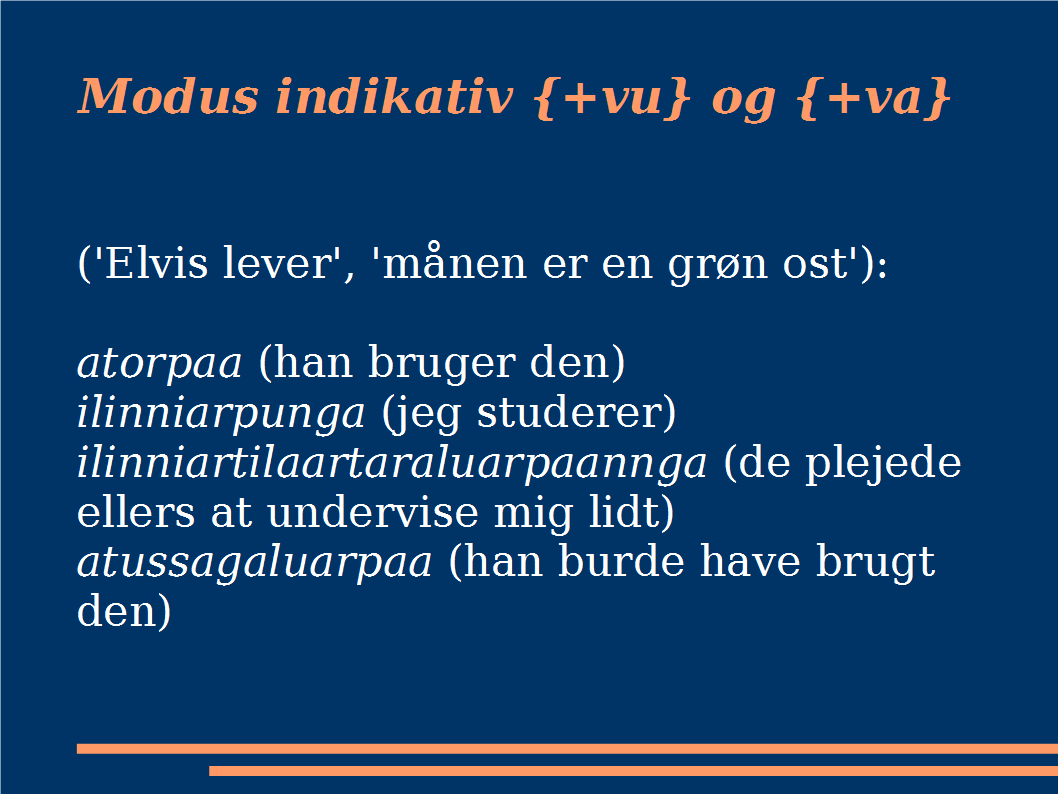 Modus indikativ {+vu} og {+va}
('Elvis lever', 'månen er en grøn ost'):
atorpaa (han bruger den)
ilinniarpunga (jeg studerer)
ilinniartilaartaraluarpaannga (de plejede
ellers at undervise mig lidt)
atussagaluarpaa (han burde have brugt
den)